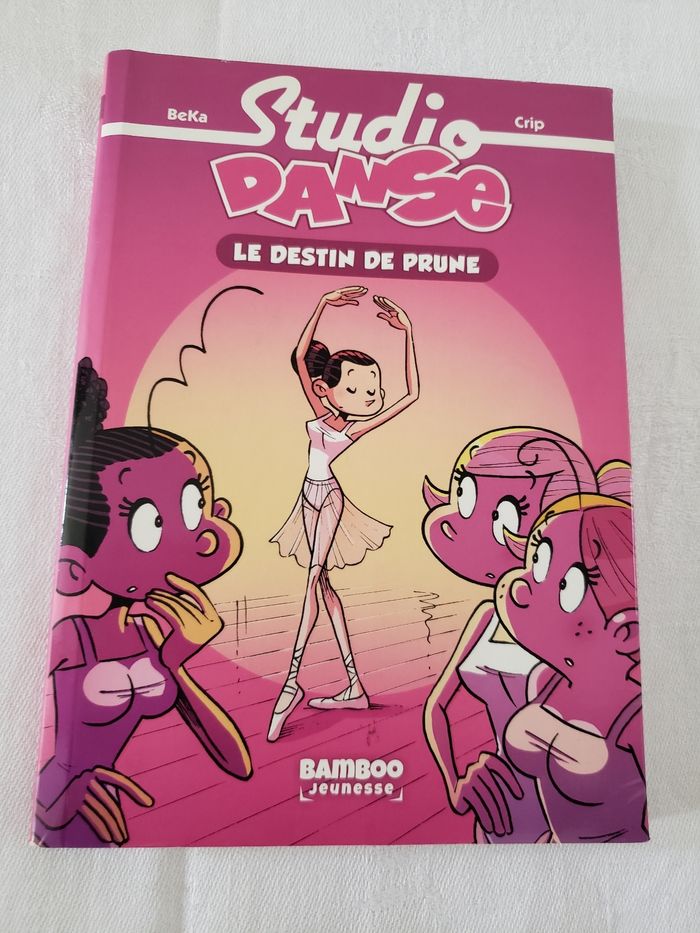 BeKa
Crip
Studio
DANSE
LE DESTIN DE PRUNE
BAMBOO
Jeunesse